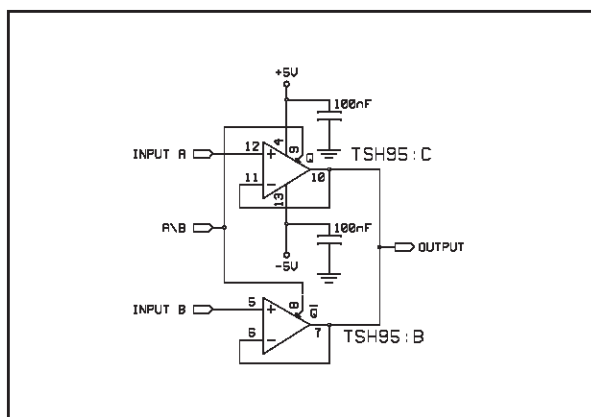 +5V
100nF
4
9
Q
TSH95:C
INPUT A
12
+
11
−
10
13
A\B
100nF
OUTPUT
-5V
8
Q̅
INPUT B
5
+
6
−
7
TSH95:B